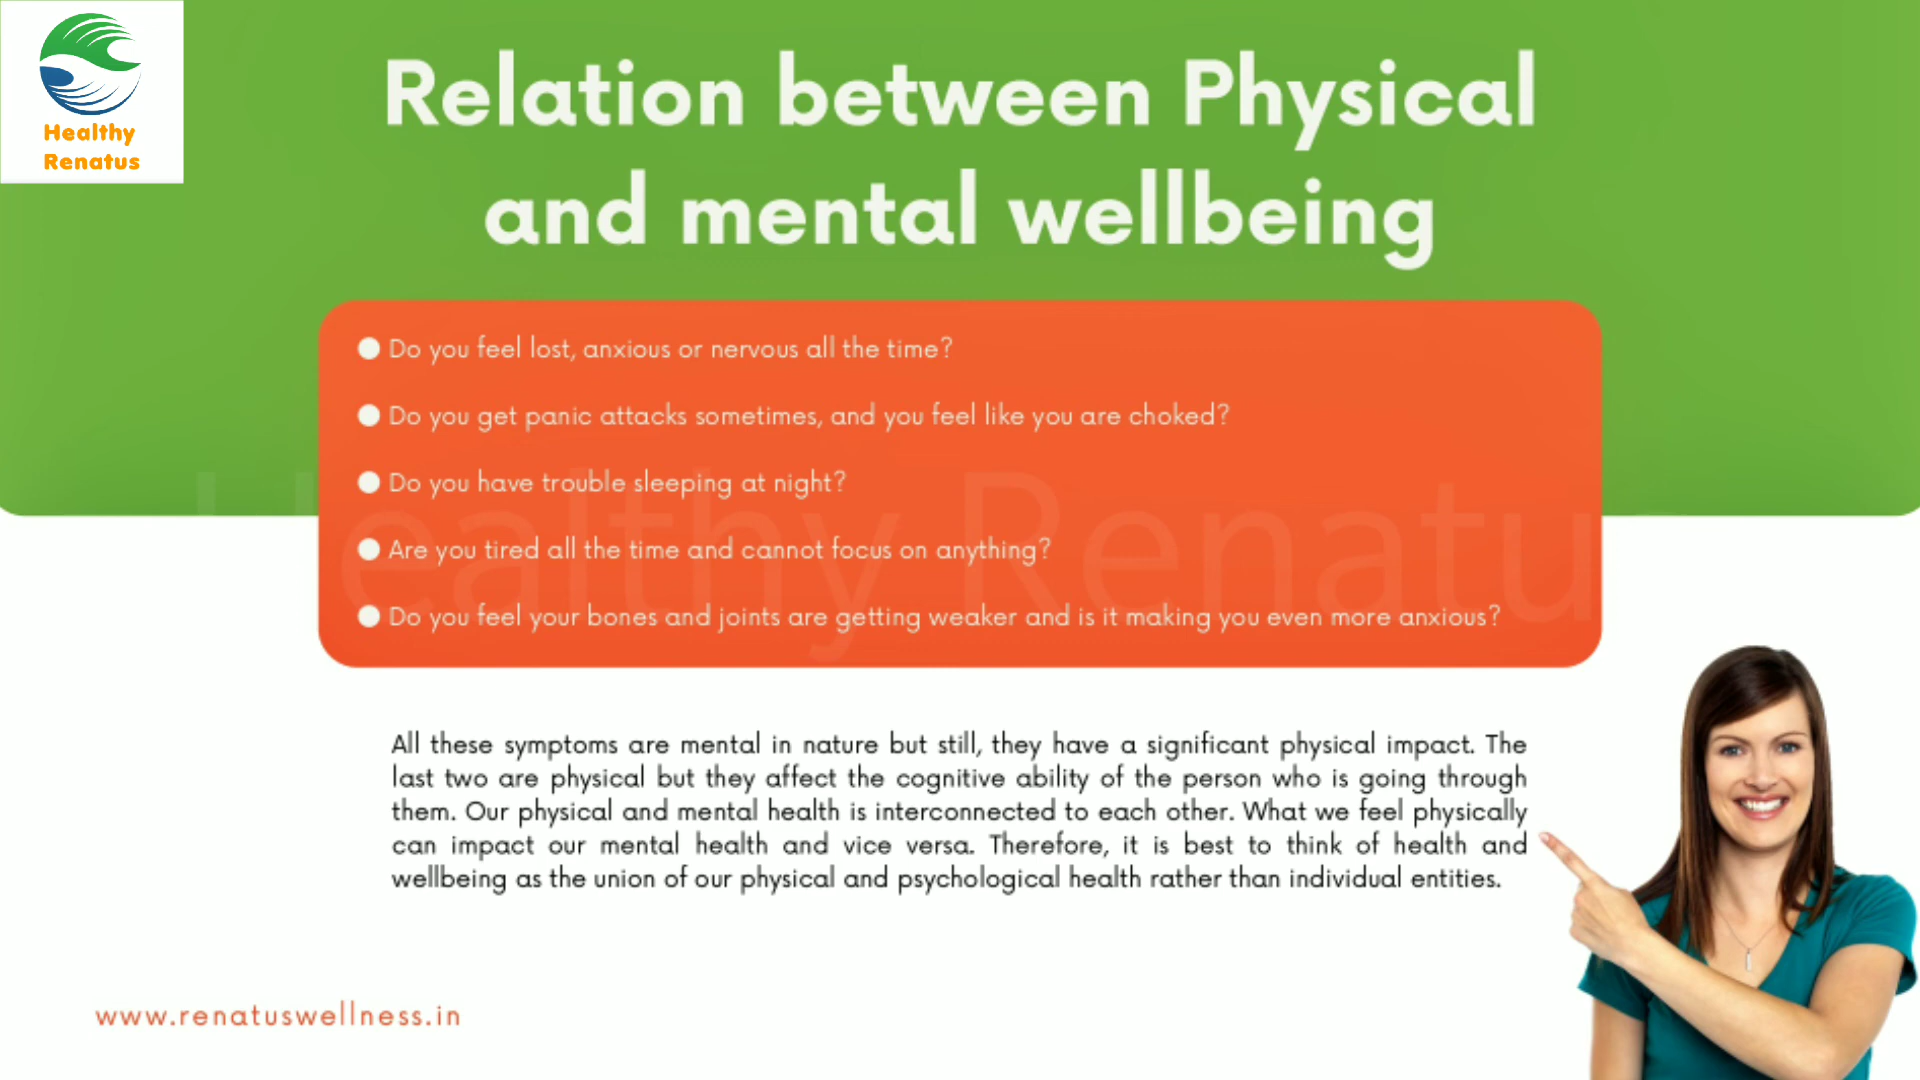 Healthy
Renatus
Relation between Physical
and mental wellbeing
Do you feel lost, anxious or nervous all the time?
Do you get panic attacks sometimes, and you feel like you are choked?
Do you have trouble sleeping at night?
Are you tired all the time and cannot focus on anything?
Do you feel your bones and joints are getting weaker and is it making you even more anxious?
Healthy Renatu
All these symptoms are mental in nature but still, they have a significant physical impact. The
last two are physical but they affect the cognitive ability of the person who is going through
them. Our physical and mental health is interconnected to each other. What we feel physically
can impact our mental health and vice versa. Therefore, it is best to think of health and
wellbeing as the union of our physical and psychological health rather than individual entities.
www.renatuswellness.in